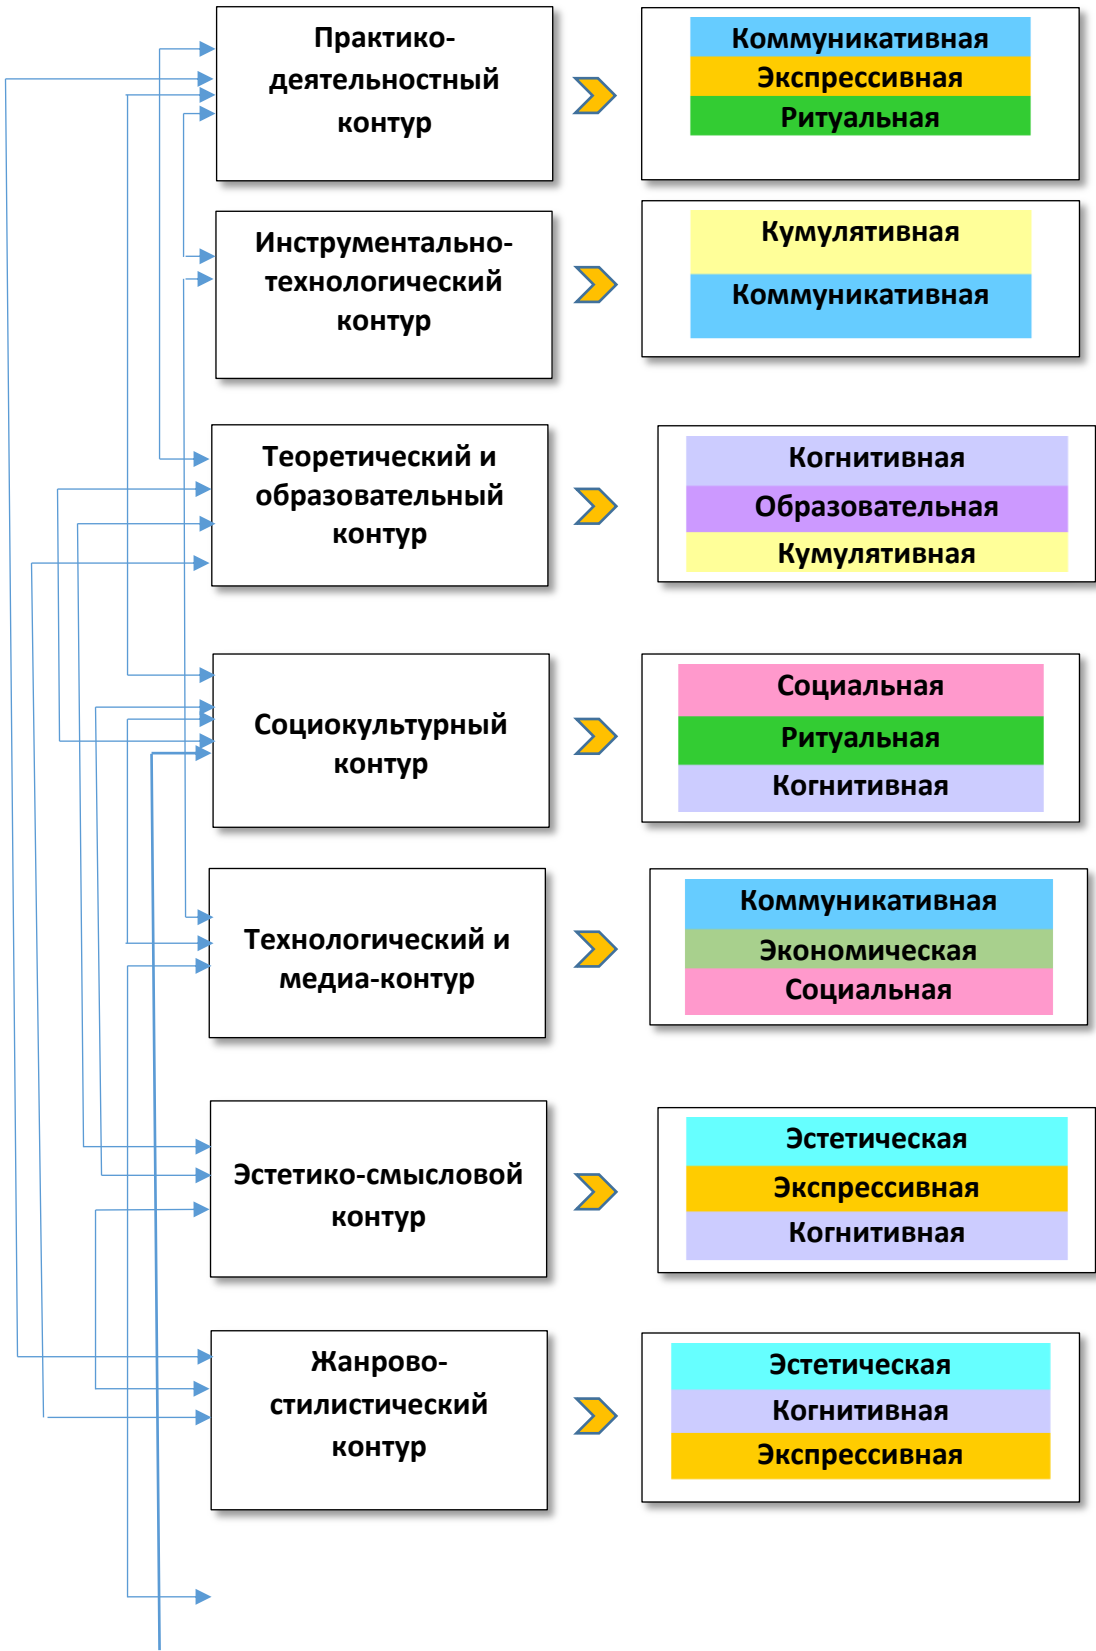 Практико-
деятельностный
контур
Коммуникативная
Экспрессивная
Ритуальная
Инструментально-
технологический
контур
Кумулятивная
Коммуникативная
Теоретический и
образовательный
контур
Когнитивная
Образовательная
Кумулятивная
Социокультурный
контур
Социальная
Ритуальная
Когнитивная
Технологический и
медиа-контур
Коммуникативная
Экономическая
Социальная
Эстетико-смысловой
контур
Эстетическая
Экспрессивная
Когнитивная
Жанрово-
стилистический
контур
Эстетическая
Когнитивная
Экспрессивная